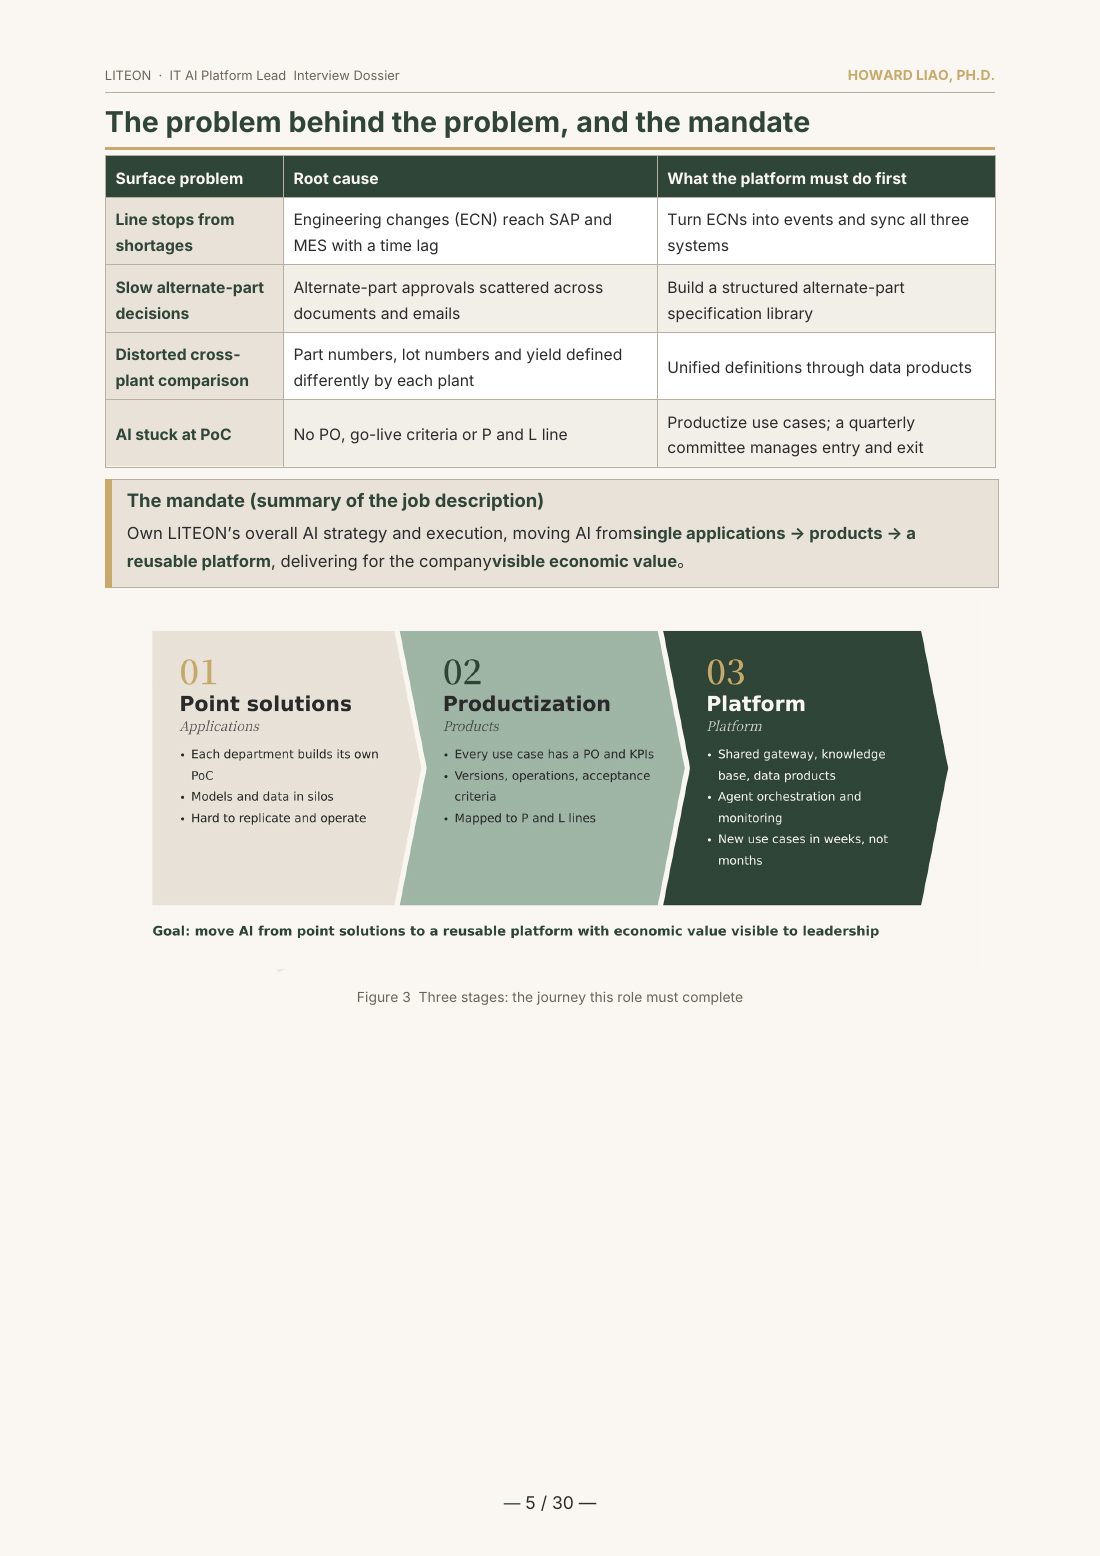 LITEON · IT AI Platform Lead Interview Dossier
HOWARD LIAO, PH.D.
The problem behind the problem, and the mandate
Surface problem
Root cause
What the platform must do first
Line stops from
shortages
Engineering changes (ECN) reach SAP and
MES with a time lag
Turn ECNs into events and sync all three
systems
Slow alternate-part
decisions
Alternate-part approvals scattered across
documents and emails
Build a structured alternate-part
specification library
Distorted cross-
plant comparison
Part numbers, lot numbers and yield defined
differently by each plant
Unified definitions through data products
AI stuck at PoC
No PO, go-live criteria or P and L line
Productize use cases; a quarterly
committee manages entry and exit
The mandate (summary of the job description)
Own LITEON’s overall AI strategy and execution, moving AI fromsingle applications → products → a
reusable platform, delivering for the companyvisible economic value。
01
Point solutions
Applications
• Each department builds its own
PoC
• Models and data in silos
• Hard to replicate and operate
02
Productization
Products
• Every use case has a PO and KPIs
• Versions, operations, acceptance
criteria
• Mapped to P and L lines
03
Platform
Platform
• Shared gateway, knowledge
base, data products
• Agent orchestration and
monitoring
• New use cases in weeks, not
months
Goal: move AI from point solutions to a reusable platform with economic value visible to leadership
Figure 3 Three stages: the journey this role must complete
— 5 / 30 —